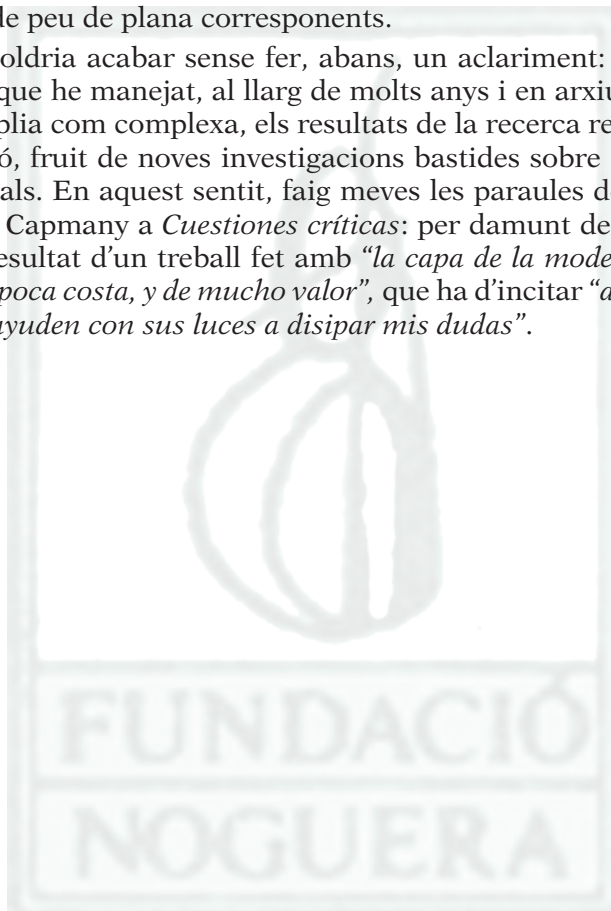 de peu de plana corresponents.
oldria acabar sense fer, abans, un aclariment:
que he manejat, al llarg de molts anys i en arxiu
plia com complexa, els resultats de la recerca re
ó, fruit de noves investigacions bastides sobre
als. En aquest sentit, faig meves les paraules d
Capmany a Cuestiones críticas: per damunt de
esultat d’un treball fet amb “la capa de la mode
poca costa, y de mucho valor”, que ha d’incitar “a
ayuden con sus luces a disipar mis dudas”.
FUNDACIÓ
NOGUERA